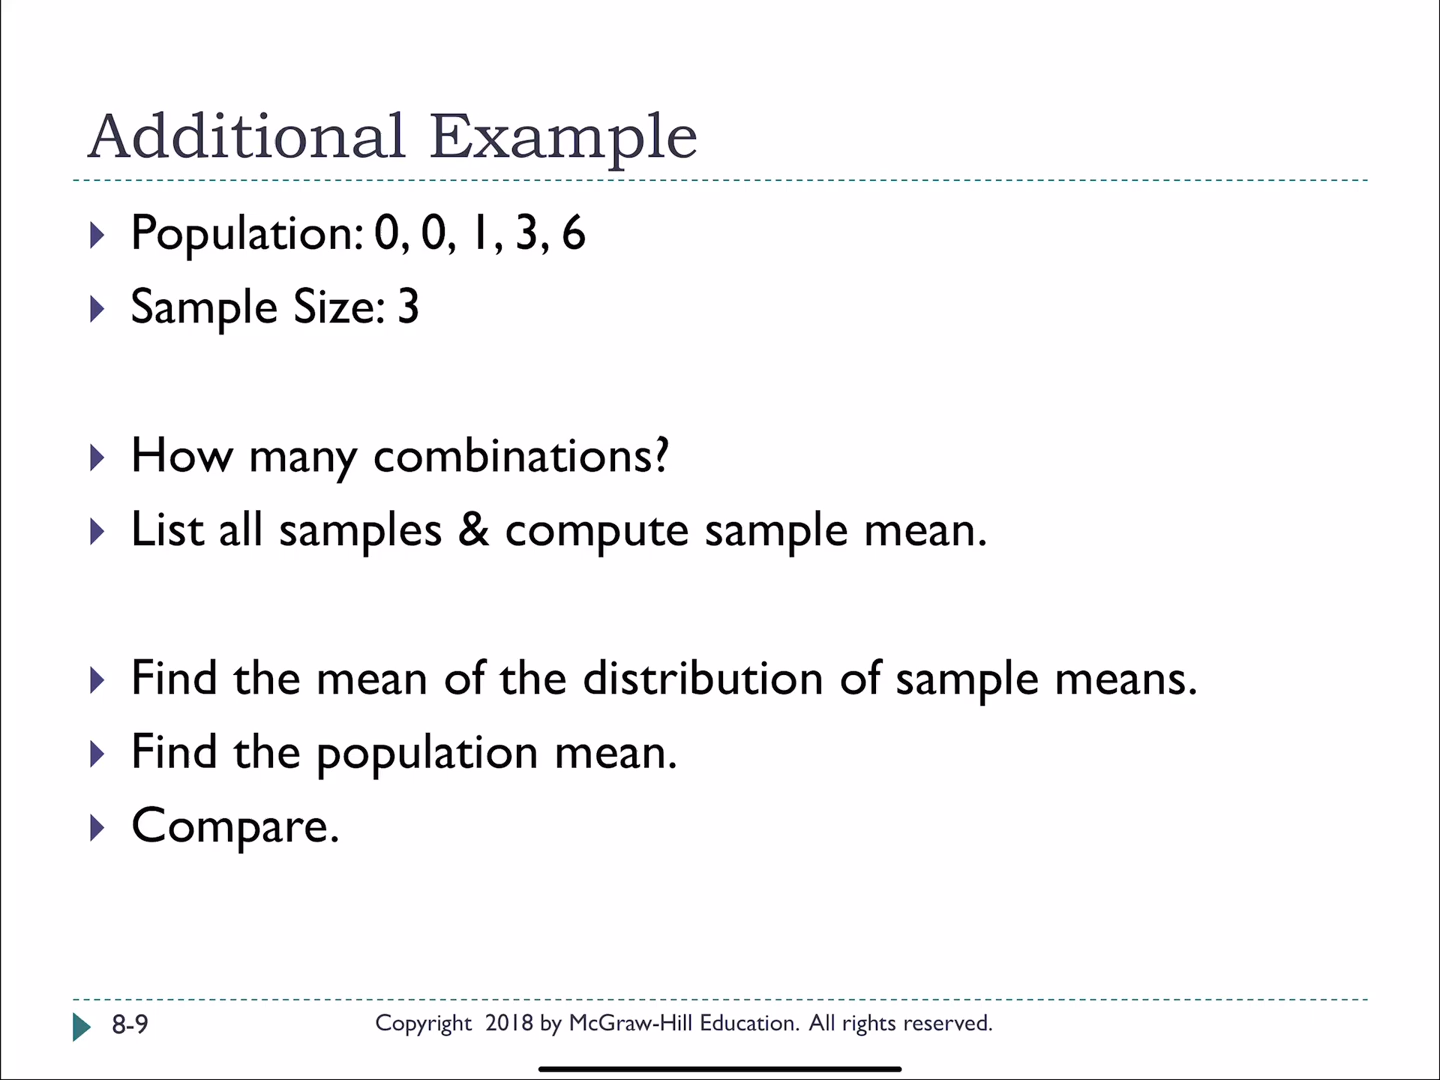 Additional Example
Population: 0, 0, 1, 3, 6
Sample Size: 3
How many combinations?
List all samples & compute sample mean.
Find the mean of the distribution of sample means.
Find the population mean.
Compare.
8-9
Copyright 2018 by McGraw-Hill Education. All rights reserved.